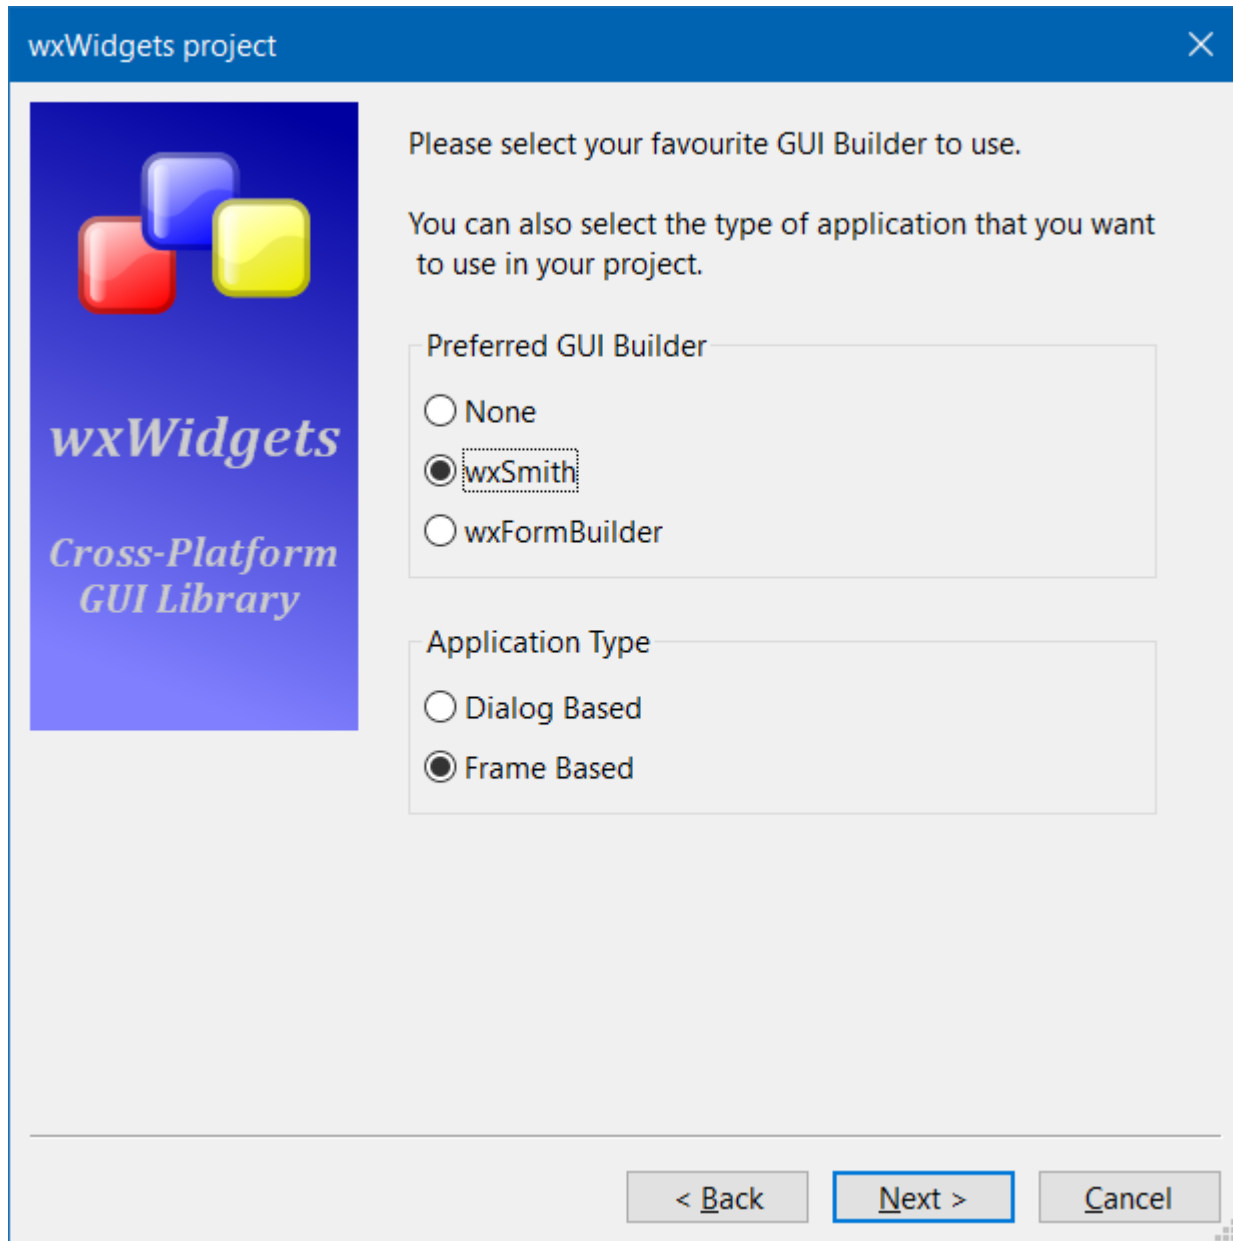 wxWidgets project
wxWidgets
Cross-Platform
GUI Library
Please select your favourite GUI Builder to use.
You can also select the type of application that you want
to use in your project.
Preferred GUI Builder
None
wxSmith
wxFormBuilder
Application Type
Dialog Based
Frame Based
< Back
Next >
Cancel